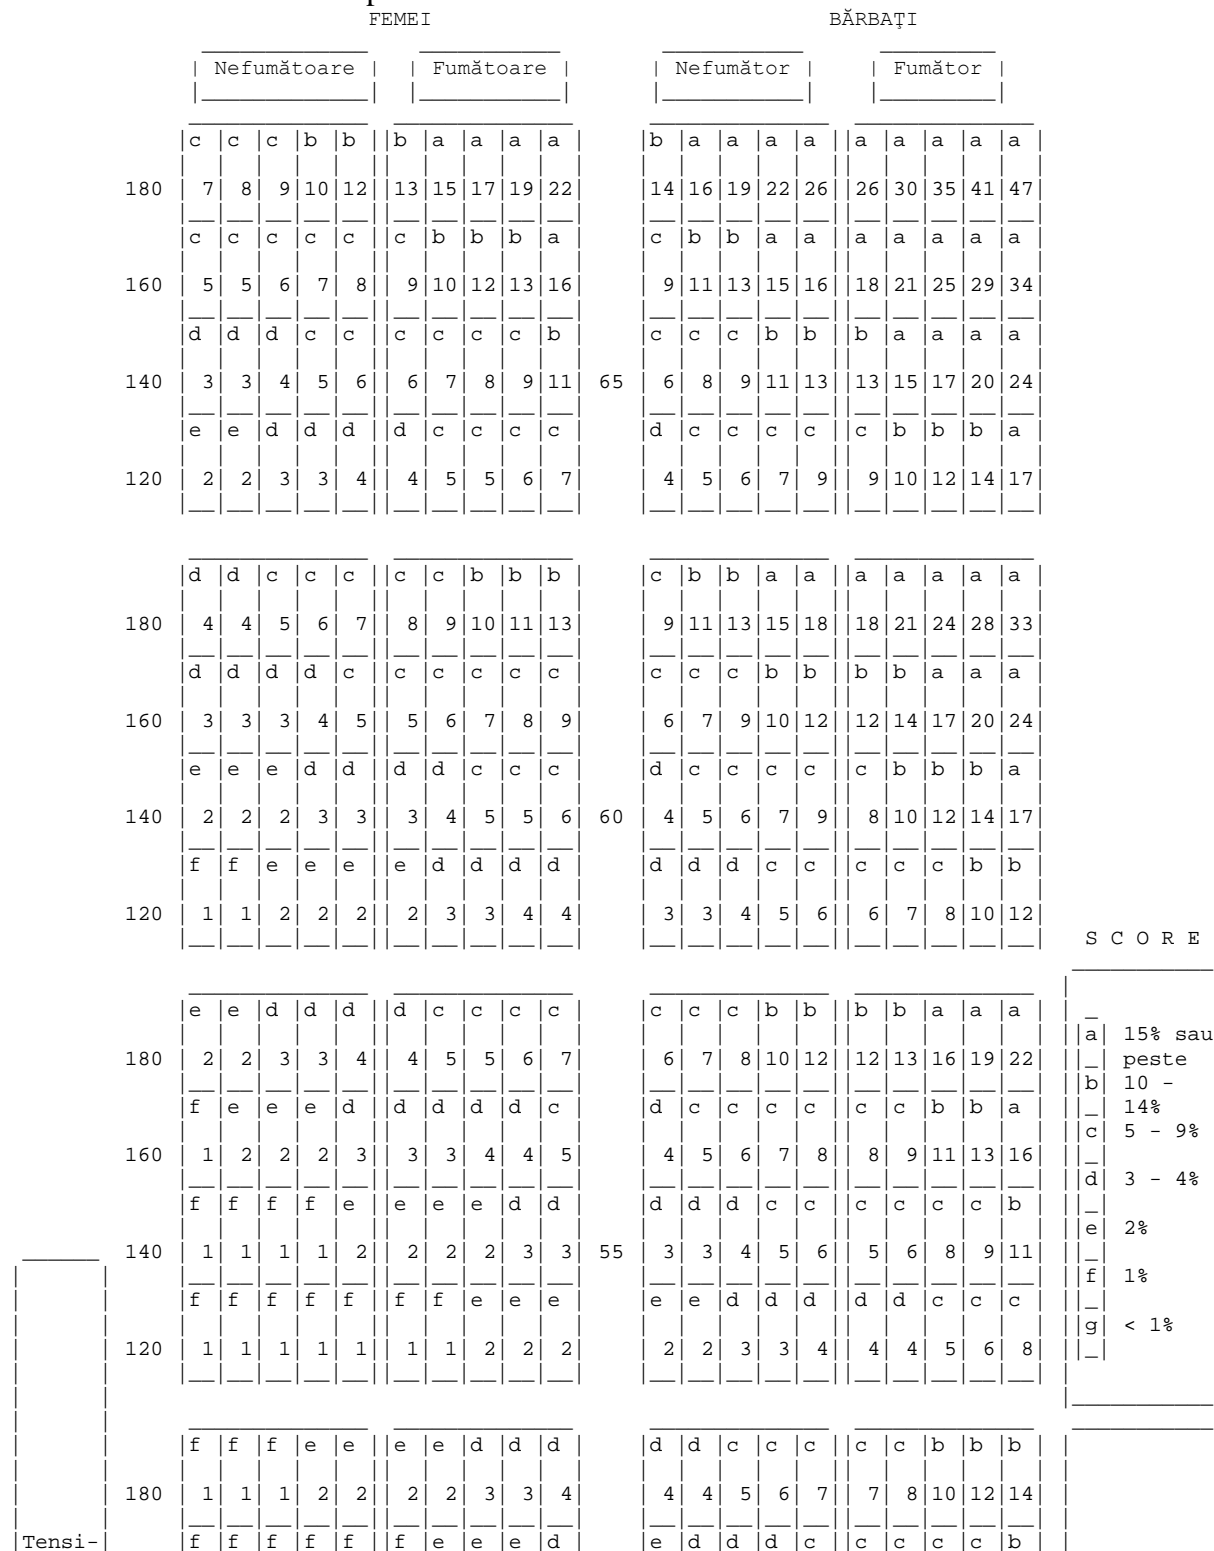 FEMEI BĂRBAŢI
| Nefumătoare | | Fumătoare | | Nefumător | | Fumător |
|c |c |c |b |b ||b |a |a |a |a | |b |a |a |a |a ||a |a |a |a |a |
180 | 7| 8| 9|10|12||13|15|17|19|22| |14|16|19|22|26||26|30|35|41|47|
|c |c |c |c |c ||c |b |b |b |a | |c |b |b |a |a ||a |a |a |a |a |
160 | 5| 5| 6| 7| 8|| 9|10|12|13|16| | 9|11|13|15|16||18|21|25|29|34|
|d |d |d |c |c ||c |c |c |c |b | |c |c |c |b |b ||b |a |a |a |a |
140 | 3| 3| 4| 5| 6|| 6| 7| 8| 9|11| 65 | 6| 8| 9|11|13||13|15|17|20|24|
|e |e |d |d |d ||d |c |c |c |c | |d |c |c |c |c ||c |b |b |b |a |
120 | 2| 2| 3| 3| 4|| 4| 5| 5| 6| 7| | 4| 5| 6| 7| 9|| 9|10|12|14|17|
|d |d |c |c |c ||c |c |b |b |b | |c |b |b |a |a ||a |a |a |a |a |
180 | 4| 4| 5| 6| 7|| 8| 9|10|11|13| | 9|11|13|15|18||18|21|24|28|33|
|d |d |d |d |c ||c |c |c |c |c | |c |c |c |b |b ||b |b |a |a |a |
160 | 3| 3| 3| 4| 5|| 5| 6| 7| 8| 9| | 6| 7| 9|10|12||12|14|17|20|24|
|e |e |e |d |d ||d |d |c |c |c | |d |c |c |c |c ||c |b |b |b |a |
140 | 2| 2| 2| 3| 3|| 3| 4| 5| 5| 6| 60 | 4| 5| 6| 7| 9|| 8|10|12|14|17|
|f |f |e |e |e ||e |d |d |d |d | |d |d |d |c |c ||c |c |c |b |b |
120 | 1| 1| 2| 2| 2|| 2| 3| 3| 4| 4| | 3| 3| 4| 5| 6|| 6| 7| 8|10|12|
S C O R E
|e |e |d |d |d ||d |c |c |c |c | |c |c |c |b |b ||b |b |a |a |a |
|a| 15% sau
180 | 2| 2| 3| 3| 4|| 4| 5| 5| 6| 7| | 6| 7| 8|10|12||12|13|16|19|22| peste
|b| 10 -
|f |e |e |e |d ||d |d |d |d |c | |d |c |c |c |c ||c |c |b |b |a | 14%
|c| 5 - 9%
160 | 1| 2| 2| 2| 3|| 3| 3| 4| 4| 5| | 4| 5| 6| 7| 8|| 8| 9|11|13|16|
|d| 3 - 4%
|f |f |f |f |e ||e |e |e |d |d | |d |d |d |c |c ||c |c |c |c |b |
|e| 2%
140 | 1| 1| 1| 1| 2|| 2| 2| 2| 3| 3| 55 | 3| 3| 4| 5| 6|| 5| 6| 8| 9|11|
|f| 1%
|f |f |f |f |f ||f |f |e |e |e | |e |e |d |d |d ||d |d |c |c |c |
|g| < 1%
120 | 1| 1| 1| 1| 1|| 1| 1| 2| 2| 2| | 2| 2| 3| 3| 4|| 4| 4| 5| 6| 8|
|f |f |f |e |e ||e |e |d |d |d | |d |d |c |c |c ||c |c |b |b |b |
180 | 1| 1| 1| 2| 2|| 2| 2| 3| 3| 4| | 4| 4| 5| 6| 7|| 7| 8|10|12|14|
|Tensi-| |f |f |f |f |f ||f |e |e |e |d | |e |d |d |d |c ||c |c |c |c |b |